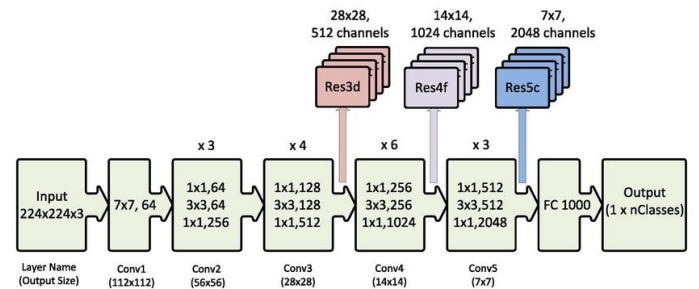 28x28,
512 channels
14x14,
1024 channels
7x7,
2048 channels
Res3d
Res4f
Res5c
x 3
x 4
x 6
x 3
Input
224x224x3
7x7, 64
1x1,64
3x3,64
1x1,256
1x1,128
3x3,128
1x1,512
1x1,256
3x3,256
1x1,1024
1x1,512
3x3,512
1x1,2048
FC 1000
Output
(1 x nClasses)
Layer Name
(Output Size)
Conv1
(112x112)
Conv2
(56x56)
Conv3
(28x28)
Conv4
(14x14)
Conv5
(7x7)